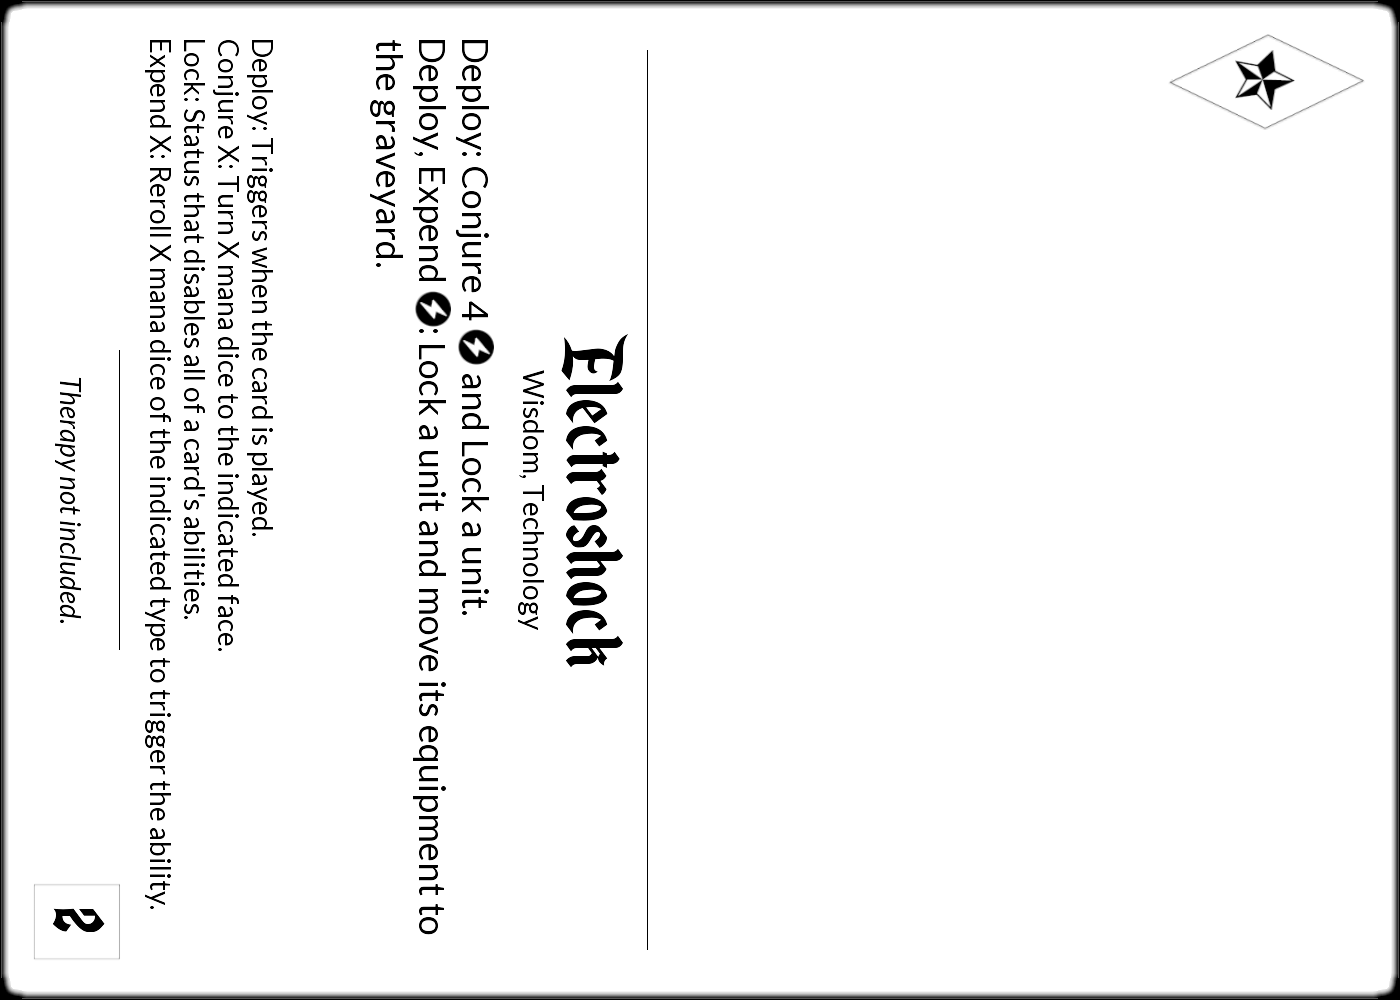 Electroshock
Wisdom, Technology
Deploy: Conjure 4 and Lock a unit.
Deploy, Expend : Lock a unit and move its equipment to
the graveyard.
Deploy: Triggers when the card is played.
Conjure X: Turn X mana dice to the indicated face.
Lock: Status that disables all of a card's abilities.
Expend X: Reroll X mana dice of the indicated type to trigger the ability.
Therapy not included.
2